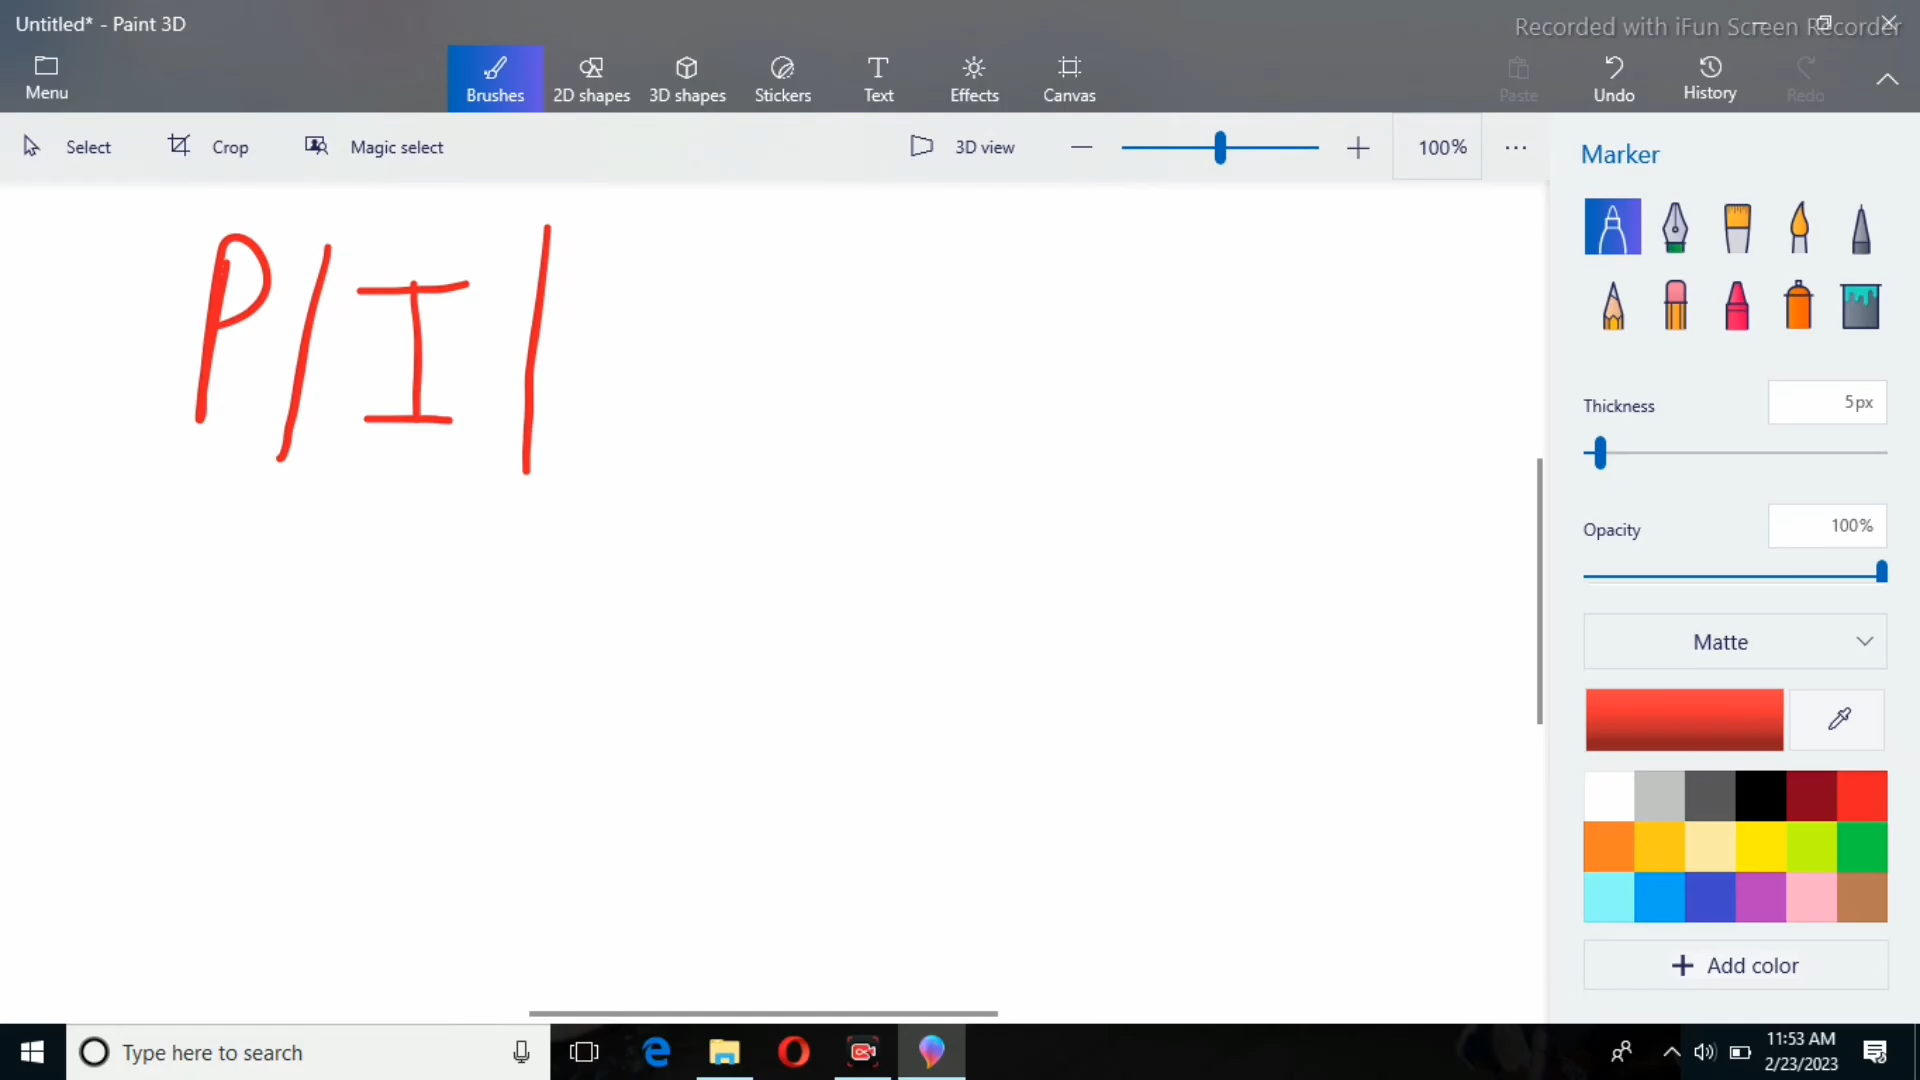 Untitled* - Paint 3D
Recorded with iFun Screen Recorder
Menu
Brushes
2D shapes
3D shapes
Stickers
Text
Effects
Canvas
Paste
Undo
History
Redo
Select
Crop
Magic select
3D view
100%
Marker
P/I/
Thickness
5px
Opacity
100%
Matte
Add color
Type here to search
11:53 AM
2/23/2023